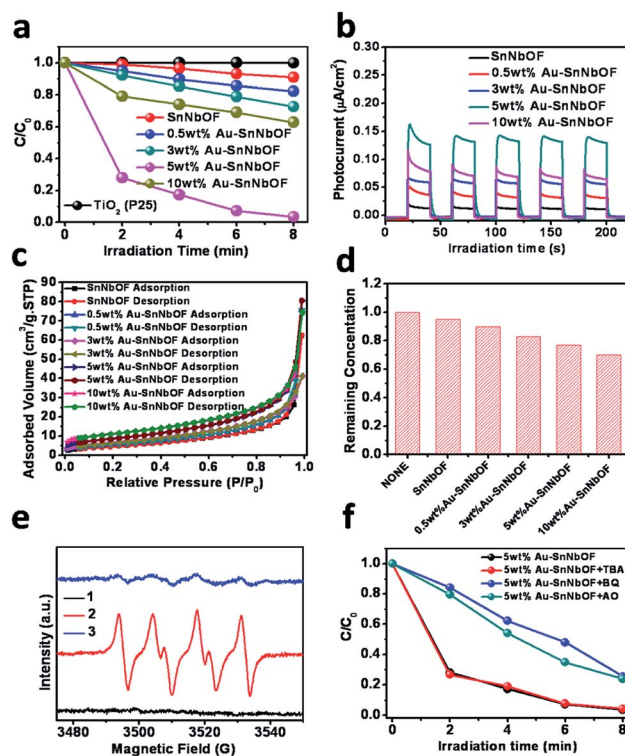 a
C/C0
1.0
0.8
0.6
0.4
0.2
0.0
SnNbOF
0.5wt% Au-SnNbOF
3wt% Au-SnNbOF
5wt% Au-SnNbOF
10wt% Au-SnNbOF
TiO2 (P25)
0 2 4 6 8
Irradiation Time (min)
b
Photocurrent (μA/cm2)
0.30
0.25
0.20
0.15
0.10
0.05
0.00
SnNbOF
0.5wt% Au-SnNbOF
3wt% Au-SnNbOF
5wt% Au-SnNbOF
10wt% Au-SnNbOF
0 50 100 150 200
Irradiation time (s)
c
Adsorbed Volume (cm3/g.STP)
90
80
70
60
50
40
30
20
10
0
SnNbOF Adsorption
SnNbOF Desorption
0.5wt% Au-SnNbOF Adsorption
0.5wt% Au-SnNbOF Desorption
3wt% Au-SnNbOF Adsorption
3wt% Au-SnNbOF Desorption
5wt% Au-SnNbOF Adsorption
5wt% Au-SnNbOF Desorption
10wt% Au-SnNbOF Adsorption
10wt% Au-SnNbOF Desorption
0.0 0.2 0.4 0.6 0.8 1.0
Relative Pressure (P/P0)
d
Remaining Concentration
1.2
1.0
0.8
0.6
0.4
0.2
0.0
NONE
SnNbOF
0.5wt%Au-SnNbOF
3wt%Au-SnNbOF
5wt%Au-SnNbOF
10wt%Au-SnNbOF
e
Intensity (a.u.)
1
2
3
3480 3510 3520 3540
Magnetic Field (G)
f
C/C0
1.0
0.8
0.6
0.4
0.2
0.0
5wt% Au-SnNbOF
5wt% Au-SnNbOF+TBA
5wt% Au-SnNbOF+BQ
5wt% Au-SnNbOF+AO
0 2 4 6 8
Irradiation time (min)